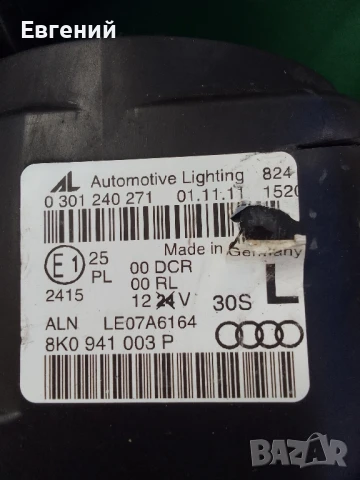 Евгений
AL Automotive Lighting 824
0 301 240 271 01.11.11 1520
Made in Germany
E1 25 00 DCR
PL 00 RL
2415 12 24 V 30S L
ALN LE07A6164
8K0 941 003 P
BAZAR